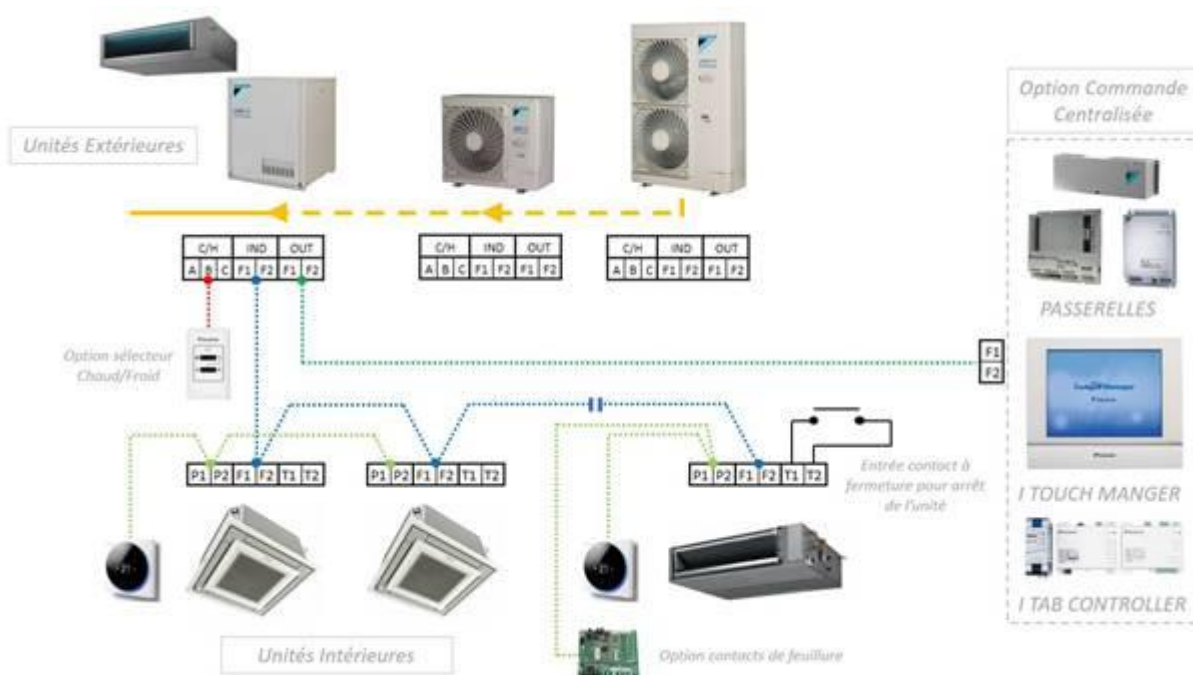 Option Commande
Centralisée
Unités Extérieures
C/H IND OUT
A B C F1 F2 F1 F2
C/H IND OUT
A B C F1 F2 F1 F2
C/H IND OUT
A B C F1 F2 F1 F2
PASSERELLES
Option sélecteur
Chaud/Froid
F1
F2
P1 P2 F1 F2 T1 T2
P1 P2 F1 F2 T1 T2
P1 P2 F1 F2 T1 T2
Entrée contact à
fermeture pour arrêt
de l'unité
I TOUCH MANGER
I TAB CONTROLLER
Unités Intérieures
Option contacts de feuillure